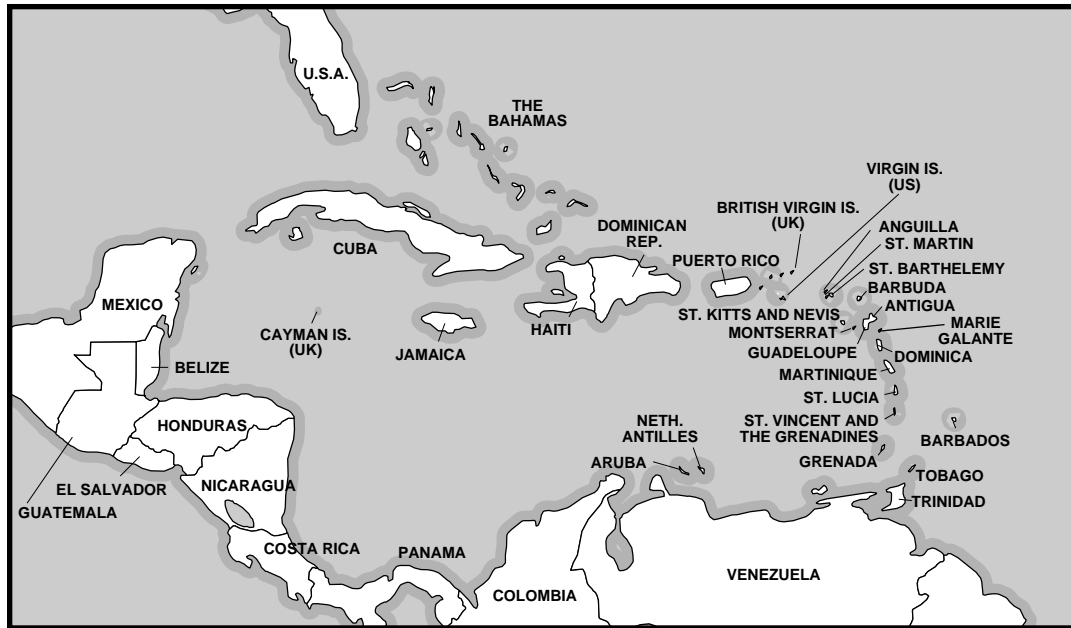 U.S.A.
THE
BAHAMAS
VIRGIN IS.
(US)
BRITISH VIRGIN IS.
(UK)
DOMINICAN
REP.
ANGUILLA
ST. MARTIN
CUBA
PUERTO RICO
ST. BARTHELEMY
BARBUDA
MEXICO
ANTIGUA
ST. KITTS AND NEVIS
HAITI
MONTSERRAT
MARIE
GALANTE
CAYMAN IS.
(UK)
JAMAICA
GUADELOUPE
DOMINICA
BELIZE
MARTINIQUE
ST. LUCIA
HONDURAS
NETH.
ANTILLES
ST. VINCENT AND
THE GRENADINES
BARBADOS
ARUBA
GRENADA
TOBAGO
EL SALVADOR
NICARAGUA
TRINIDAD
GUATEMALA
COSTA RICA
PANAMA
VENEZUELA
COLOMBIA